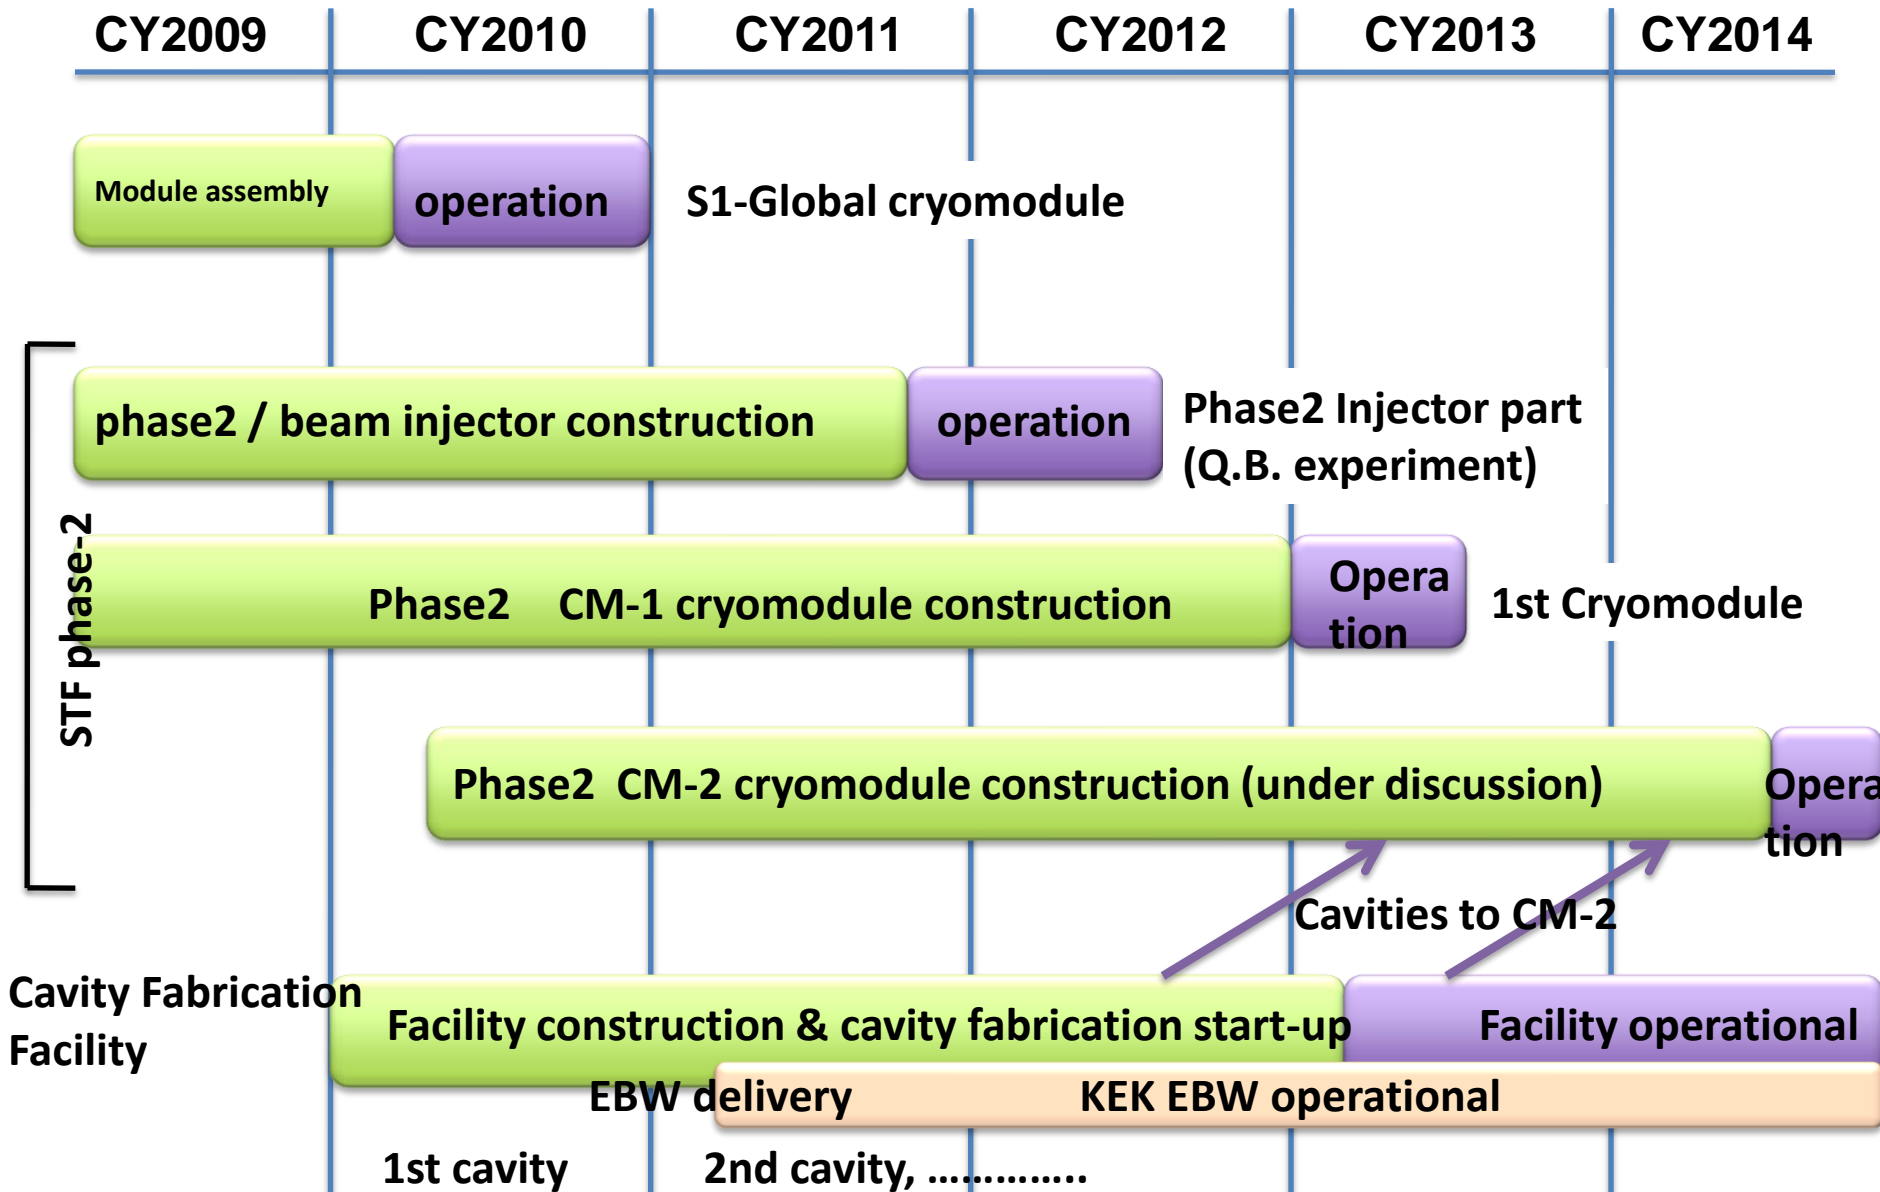 CY2009 CY2010 CY2011 CY2012 CY2013 CY2014
Module assembly
operation
S1-Global cryomodule
STF phase-2
phase2 / beam injector construction
operation
Phase2 Injector part
(Q.B. experiment)
Phase2 CM-1 cryomodule construction
Opera
tion
1st Cryomodule
Phase2 CM-2 cryomodule construction (under discussion)
Opera
tion
Cavities to CM-2
Cavity Fabrication
Facility
Facility construction & cavity fabrication start-up
Facility operational
EBW delivery
KEK EBW operational
1st cavity
2nd cavity, …………..